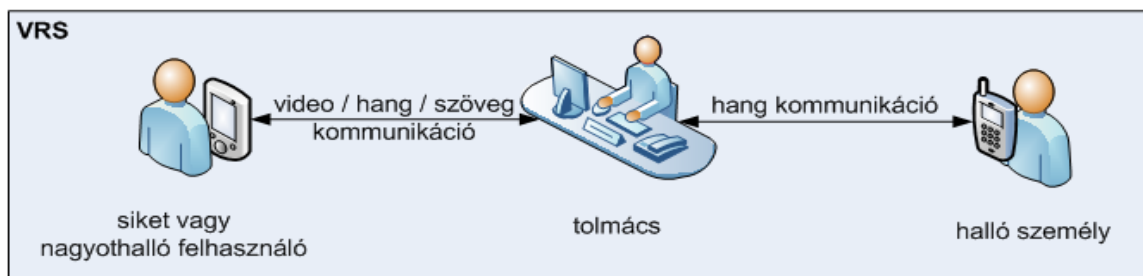 VRS
video / hang / szöveg
kommunikáció
hang kommunikáció
siket vagy
nagyothalló felhasználó
tolmács
halló személy